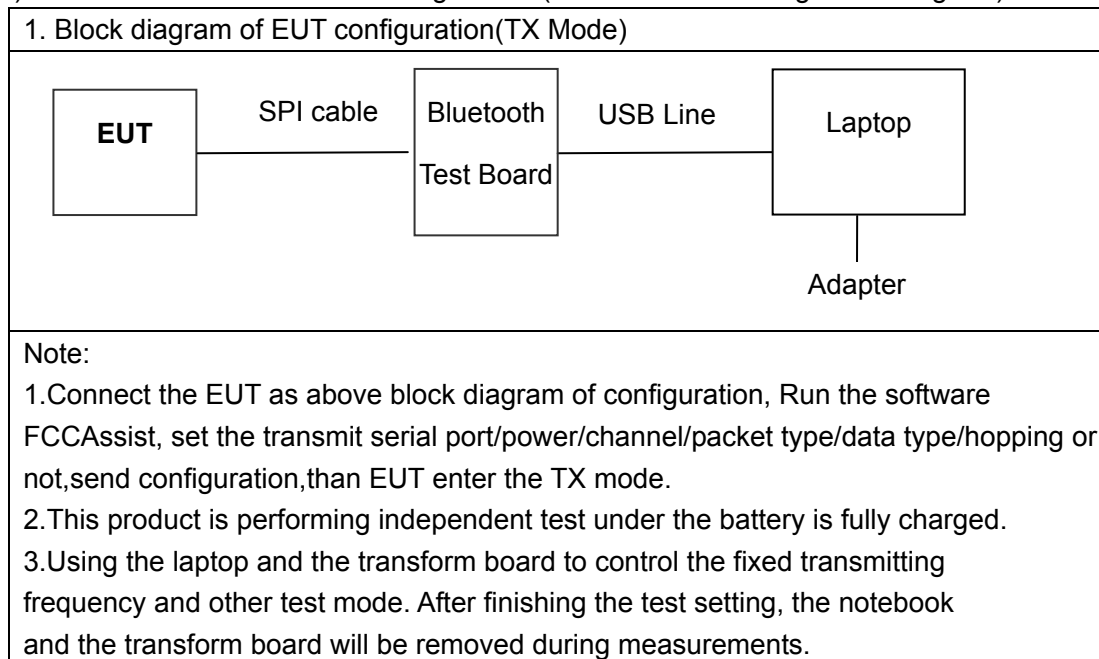 1. Block diagram of EUT configuration(TX Mode)
EUT
SPI cable
Bluetooth
Test Board
USB Line
Laptop
Adapter
Note:
1.Connect the EUT as above block diagram of configuration, Run the software
FCCAssist, set the transmit serial port/power/channel/packet type/data type/hopping or
not,send configuration,than EUT enter the TX mode.
2.This product is performing independent test under the battery is fully charged.
3.Using the laptop and the transform board to control the fixed transmitting
frequency and other test mode. After finishing the test setting, the notebook
and the transform board will be removed during measurements.